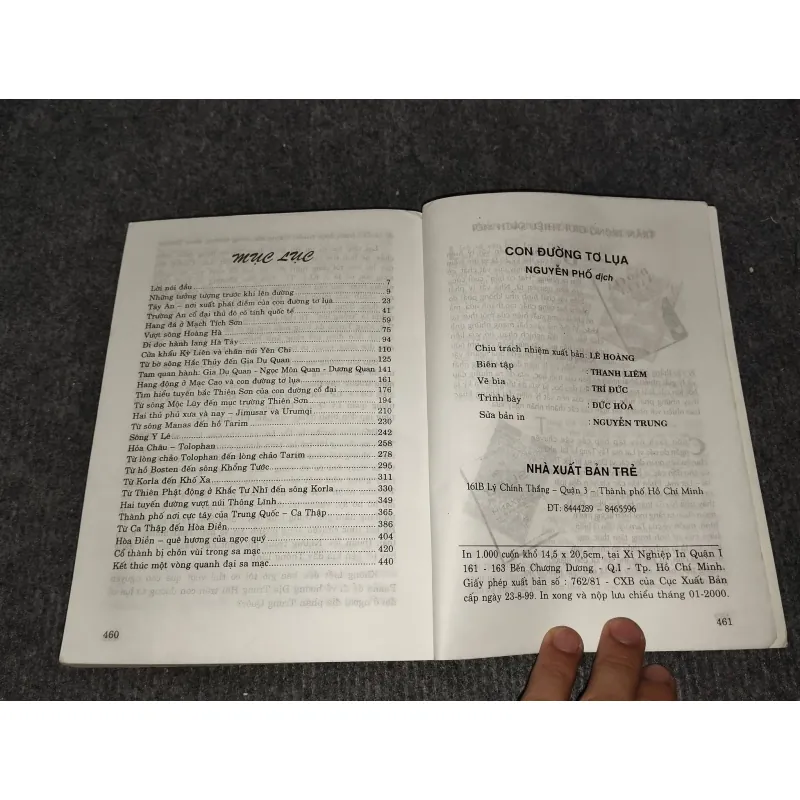 MỤC LỤC
Lời nói đầu 7
Những tưởng tượng trước khi lên đường 9
Tây An – nơi xuất phát điểm của con đường tơ lụa 23
Trường An cổ đại thủ đô có tính quốc tế 41
Hang đá ở Mạch Tích Sơn 59
Vượt sông Hoàng Hà 75
Đi dọc hành lang Hà Tây 94
Cửa khẩu Kỳ Liên và chân núi Yên Chi 110
Từ bờ sông Hắc Thủy đến Gia Dụ Quan 125
Tam quan hành: Gia Dụ Quan - Ngọc Môn Quan - Dương Quan 141
Hang động ở Mạc Cao và con đường tơ lụa 161
Tìm hiểu tuyến bắc Thiên Sơn của con đường cổ đại 176
Từ sông Mộc Lũy đến mục trường Thiên Sơn 194
Hai thủ phủ xưa và nay – Jimusar và Urumqi 210
Từ sông Manas đến hồ Tarim 230
Sông Y Lê 242
Hỏa Châu – Tolophan 258
Từ lòng chảo Tolophan đến lòng chảo Tarim 278
Từ hồ Bosten đến sông Khổng Tước 295
Từ Korla đến Khố Xa 311
Từ Thiên Phật động ở Khắc Tư Nhĩ đến sông Korla 330
Hai tuyến đường vượt núi Thông Lĩnh 349
Thành phố nơi cực tây của Trung Quốc – Ca Thập 365
Từ Ca Thập đến Hòa Điền 386
Hòa Điền – quê hương của ngọc quý 404
Cổ thành bị chôn vùi trong sa mạc 420
Kết thúc một vòng quanh đại sa mạc 440
460
CON ĐƯỜNG TƠ LỤA
NGUYỄN PHỐ dịch
Chịu trách nhiệm xuất bản: LÊ HOÀNG
Biên tập : THANH LIÊM
Vẽ bìa : TRÍ ĐỨC
Trình bày : ĐỨC HÒA
Sửa bản in : NGUYỄN TRUNG
NHÀ XUẤT BẢN TRẺ
161B Lý Chính Thắng – Quận 3 – Thành phố Hồ Chí Minh
ĐT: 8444289 – 8465596
In 1.000 cuốn khổ 14,5 x 20,5cm, tại Xí Nghiệp In Quận I
161 - 163 Bến Chương Dương - Q.I - Tp. Hồ Chí Minh.
Giấy phép xuất bản số : 762/81 - CXB của Cục Xuất Bản
cấp ngày 23-8-99. In xong và nộp lưu chiểu tháng 01-2000.
461